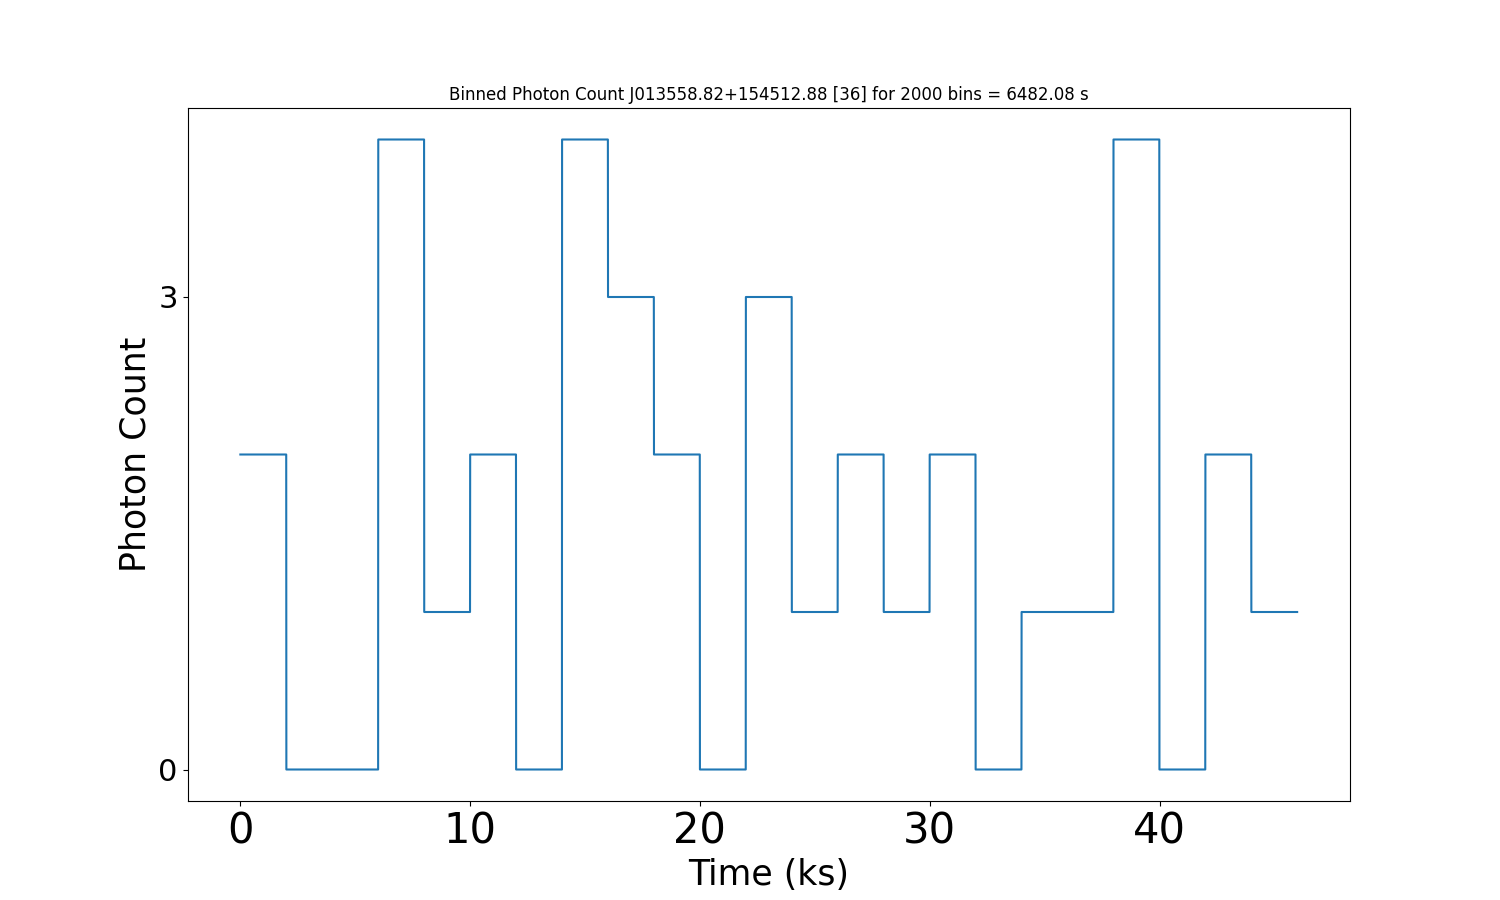 Binned Photon Count J013558.82+154512.88 [36] for 2000 bins = 6482.08 s
3
0
Photon Count
0 10 20 30 40
Time (ks)